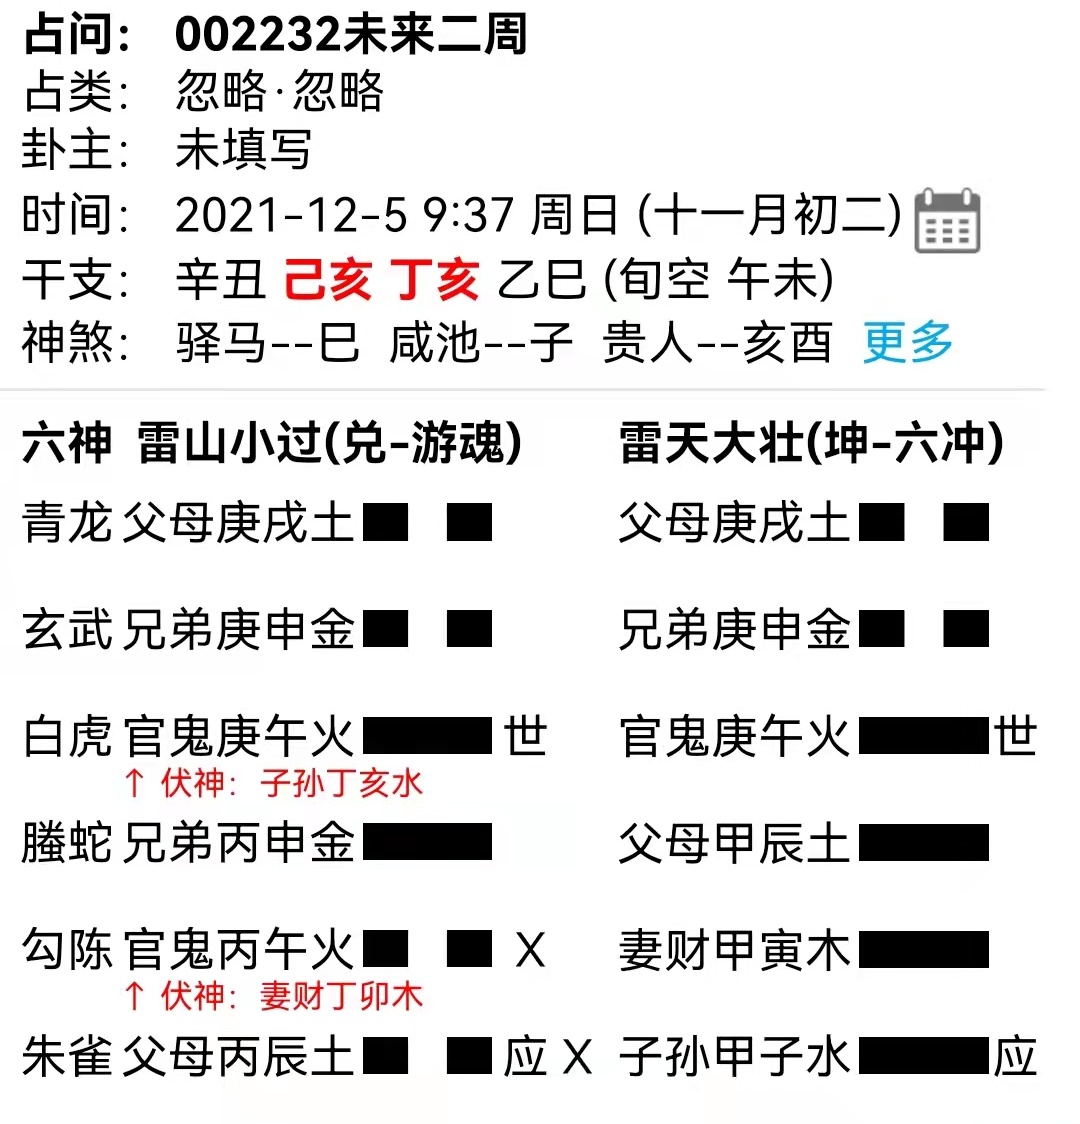 占问： 002232未来二周
占类： 忽略·忽略
卦主： 未填写
时间： 2021-12-5 9:37 周日 (十一月初二)
干支： 辛丑 己亥 丁亥 乙巳 (旬空 午未)
神煞： 驿马--巳 咸池--子 贵人--亥酉 更多
六神 雷山小过(兑-游魂) 雷天大壮(坤-六冲)
青龙 父母庚戌土 父母庚戌土
玄武 兄弟庚申金 兄弟庚申金
白虎 官鬼庚午火 世 官鬼庚午火 世
↑ 伏神：子孙丁亥水
螣蛇 兄弟丙申金 父母甲辰土
勾陈 官鬼丙午火 X 妻财甲寅木
↑ 伏神：妻财丁卯木
朱雀 父母丙辰土 应 X 子孙甲子水 应